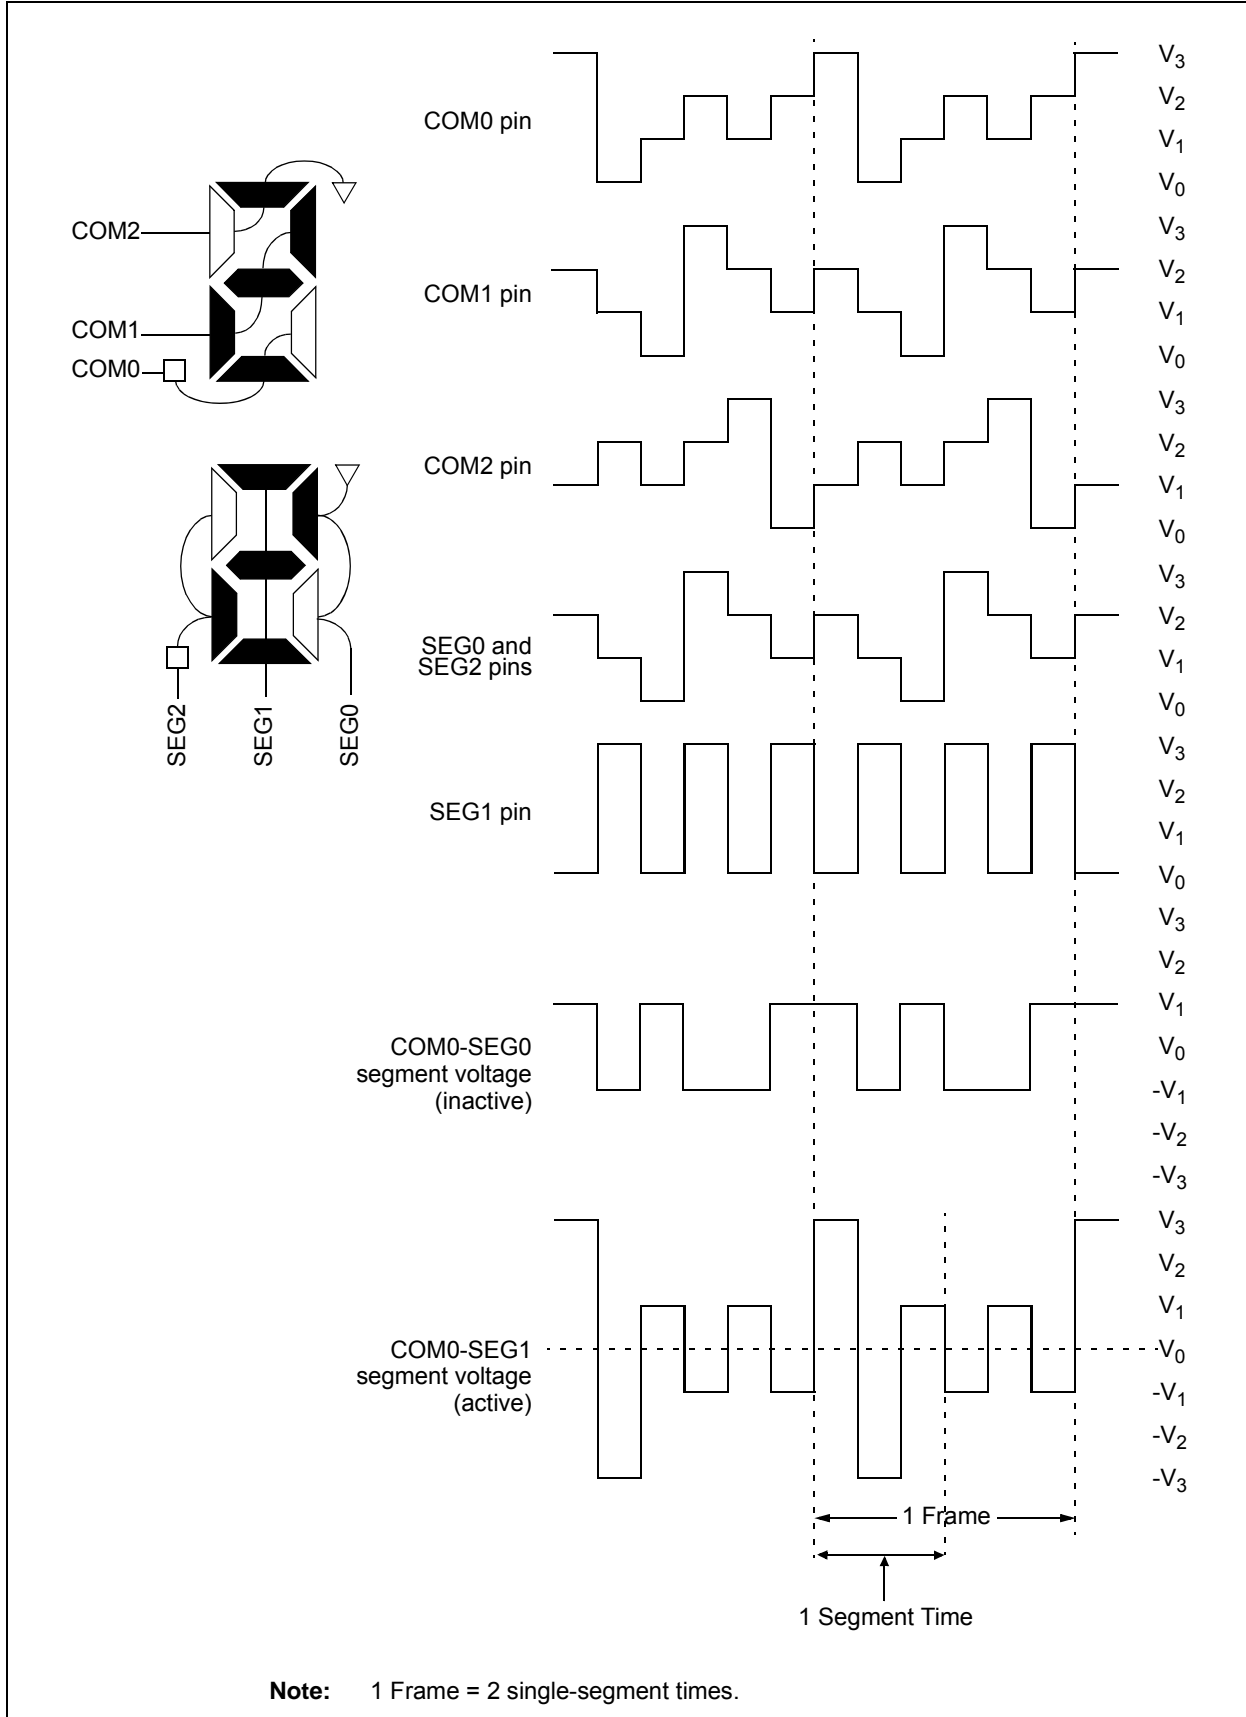 COM0 pin
V3
V2
V1
V0
COM2
COM1
COM0
COM1 pin
V3
V2
V1
V0
COM2 pin
V3
V2
V1
V0
SEG0 and
SEG2 pins
V3
V2
V1
V0
SEG2
SEG1
SEG0
SEG1 pin
V3
V2
V1
V0
COM0-SEG0
segment voltage
(inactive)
V3
V2
V1
V0
-V1
-V2
-V3
COM0-SEG1
segment voltage
(active)
V3
V2
V1
V0
-V1
-V2
-V3
1 Frame
1 Segment Time
Note: 1 Frame = 2 single-segment times.